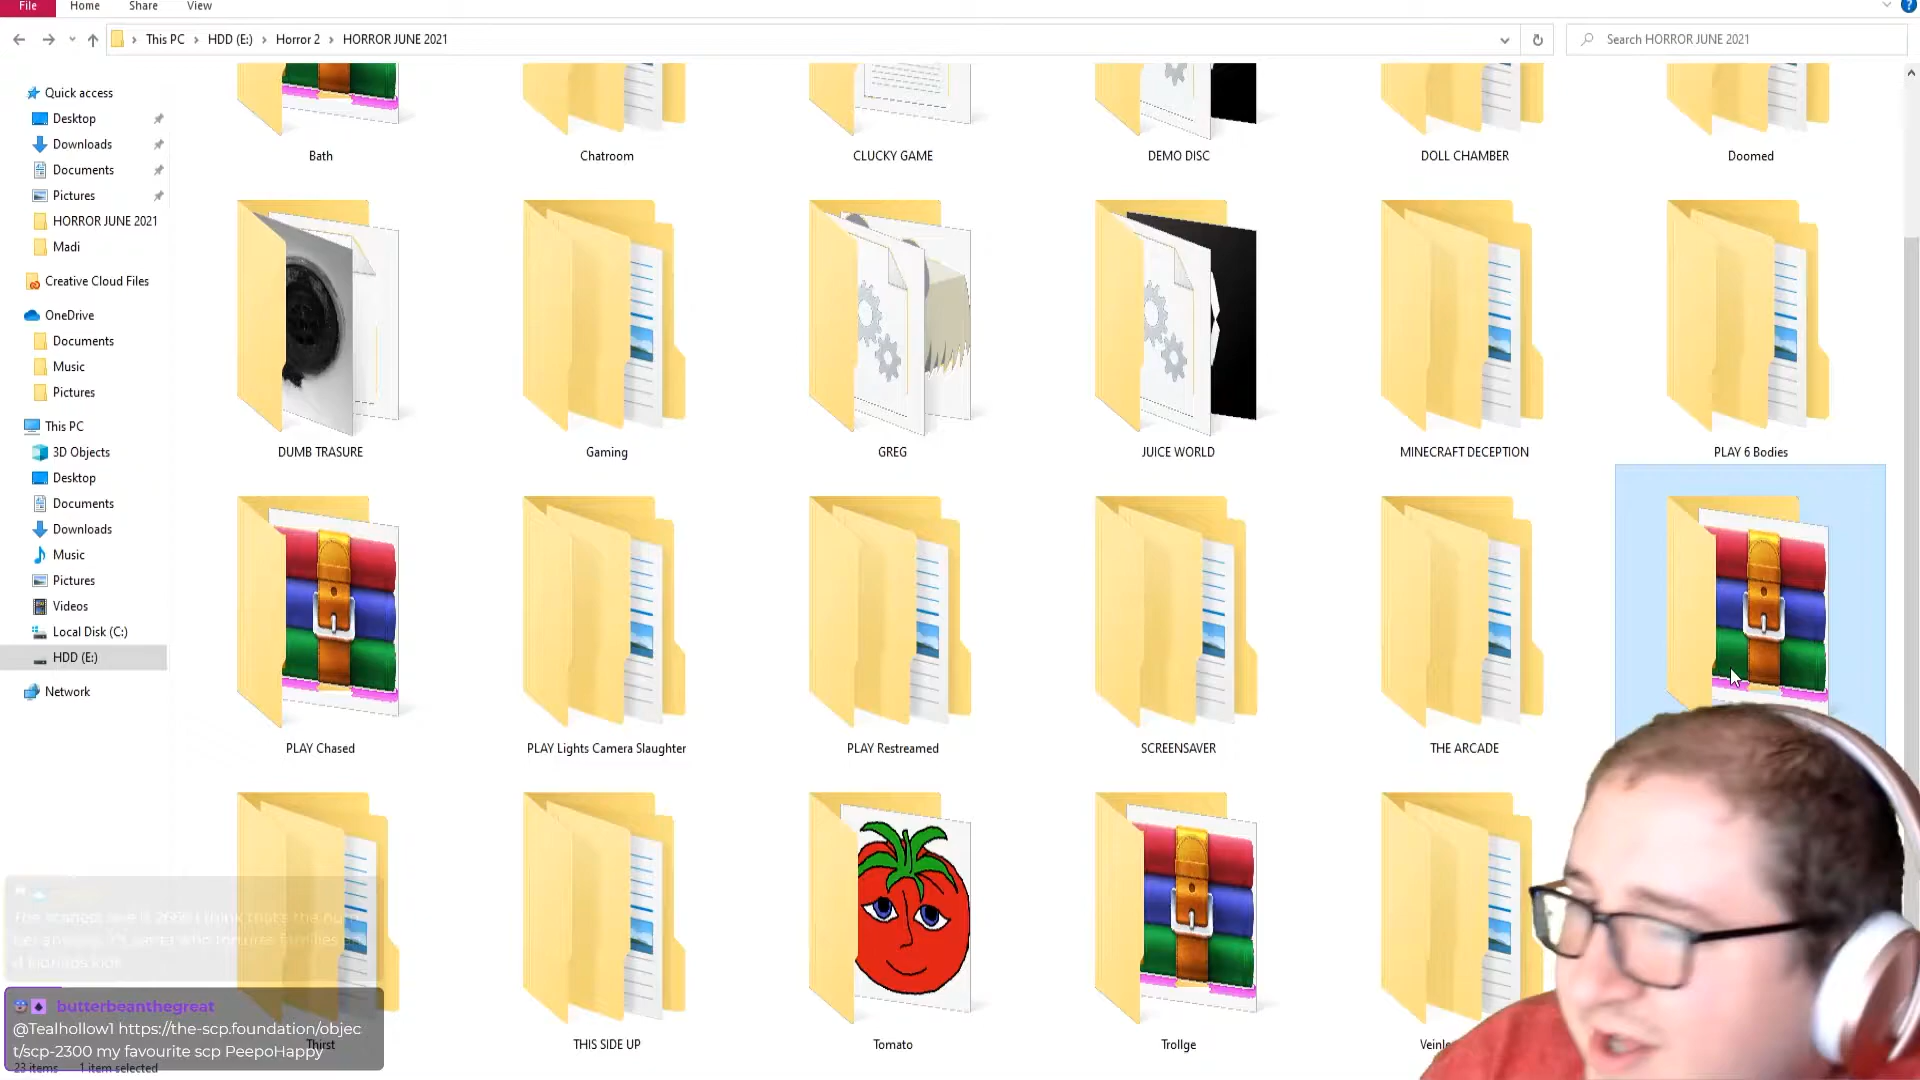 File
Home
Share
View
This PC
HDD (E:)
Horror 2
HORROR JUNE 2021
Search HORROR JUNE 2021
Quick access
Desktop
Downloads
Documents
Pictures
HORROR JUNE 2021
Madi
Creative Cloud Files
OneDrive
Documents
Music
Pictures
This PC
3D Objects
Desktop
Documents
Downloads
Music
Pictures
Videos
Local Disk (C:)
HDD (E:)
Network
Bath
Chatroom
CLUCKY GAME
DEMO DISC
DOLL CHAMBER
Doomed
DUMB TRASURE
Gaming
GREG
JUICE WORLD
MINECRAFT DECEPTION
PLAY 6 Bodies
PLAY Chased
PLAY Lights Camera Slaughter
PLAY Restreamed
SCREENSAVER
THE ARCADE
Thirst
THIS SIDE UP
Tomato
Trollge
butterbeanthegreat
@Tealhollow1 https://the-scp.foundation/objec
t/scp-2300 my favourite scp PeepoHappy
23 items
1 item selected